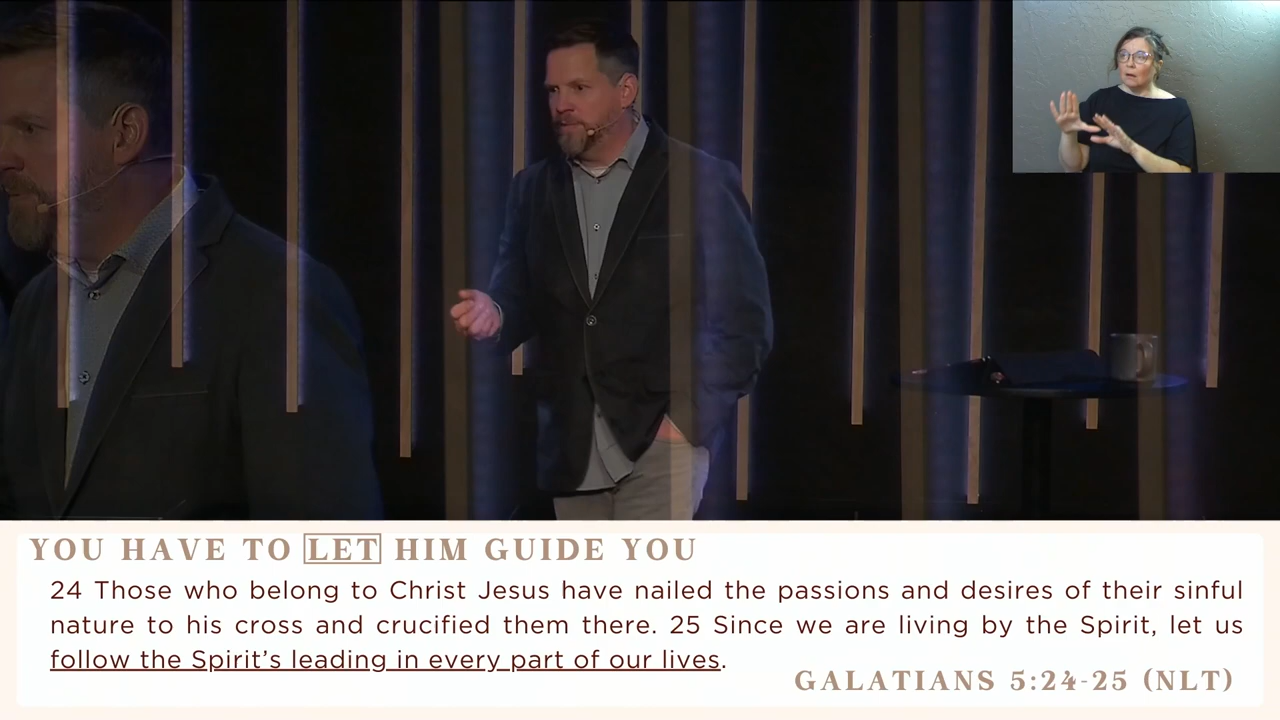 YOU HAVE TO LET HIM GUIDE YOU
24 Those who belong to Christ Jesus have nailed the passions and desires of their sinful
nature to his cross and crucified them there. 25 Since we are living by the Spirit, let us
follow the Spirit’s leading in every part of our lives.
GALATIANS 5:24-25 (NLT)